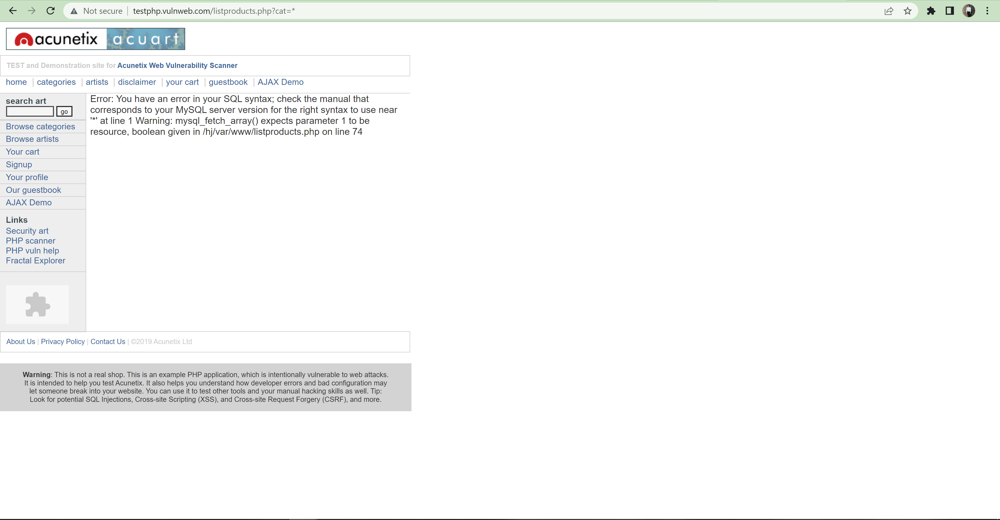 Not secure | testphp.vulnweb.com/listproducts.php?cat=*
acunetix acuart
TEST and Demonstration site for Acunetix Web Vulnerability Scanner
home | categories | artists | disclaimer | your cart | guestbook | AJAX Demo
search art
go
Browse categories
Browse artists
Your cart
Signup
Your profile
Our guestbook
AJAX Demo
Links
Security art
PHP scanner
PHP vuln help
Fractal Explorer
Error: You have an error in your SQL syntax; check the manual that
corresponds to your MySQL server version for the right syntax to use near
'*' at line 1 Warning: mysql_fetch_array() expects parameter 1 to be
resource, boolean given in /hj/var/www/listproducts.php on line 74
About Us | Privacy Policy | Contact Us | ©2019 Acunetix Ltd
Warning: This is not a real shop. This is an example PHP application, which is intentionally vulnerable to web attacks.
It is intended to help you test Acunetix. It also helps you understand how developer errors and bad configuration may
let someone break into your website. You can use it to test other tools and your manual hacking skills as well. Tip:
Look for potential SQL Injections, Cross-site Scripting (XSS), and Cross-site Request Forgery (CSRF), and more.